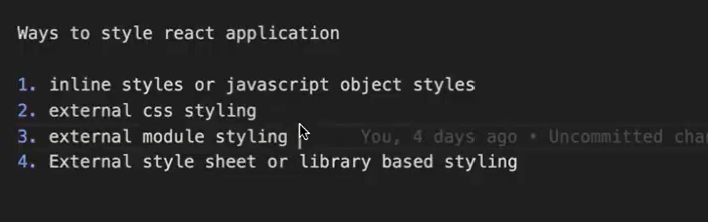 Ways to style react application
1. inline styles or javascript object styles
2. external css styling
3. external module styling You, 4 days ago • Uncommitted
4. External style sheet or library based styling